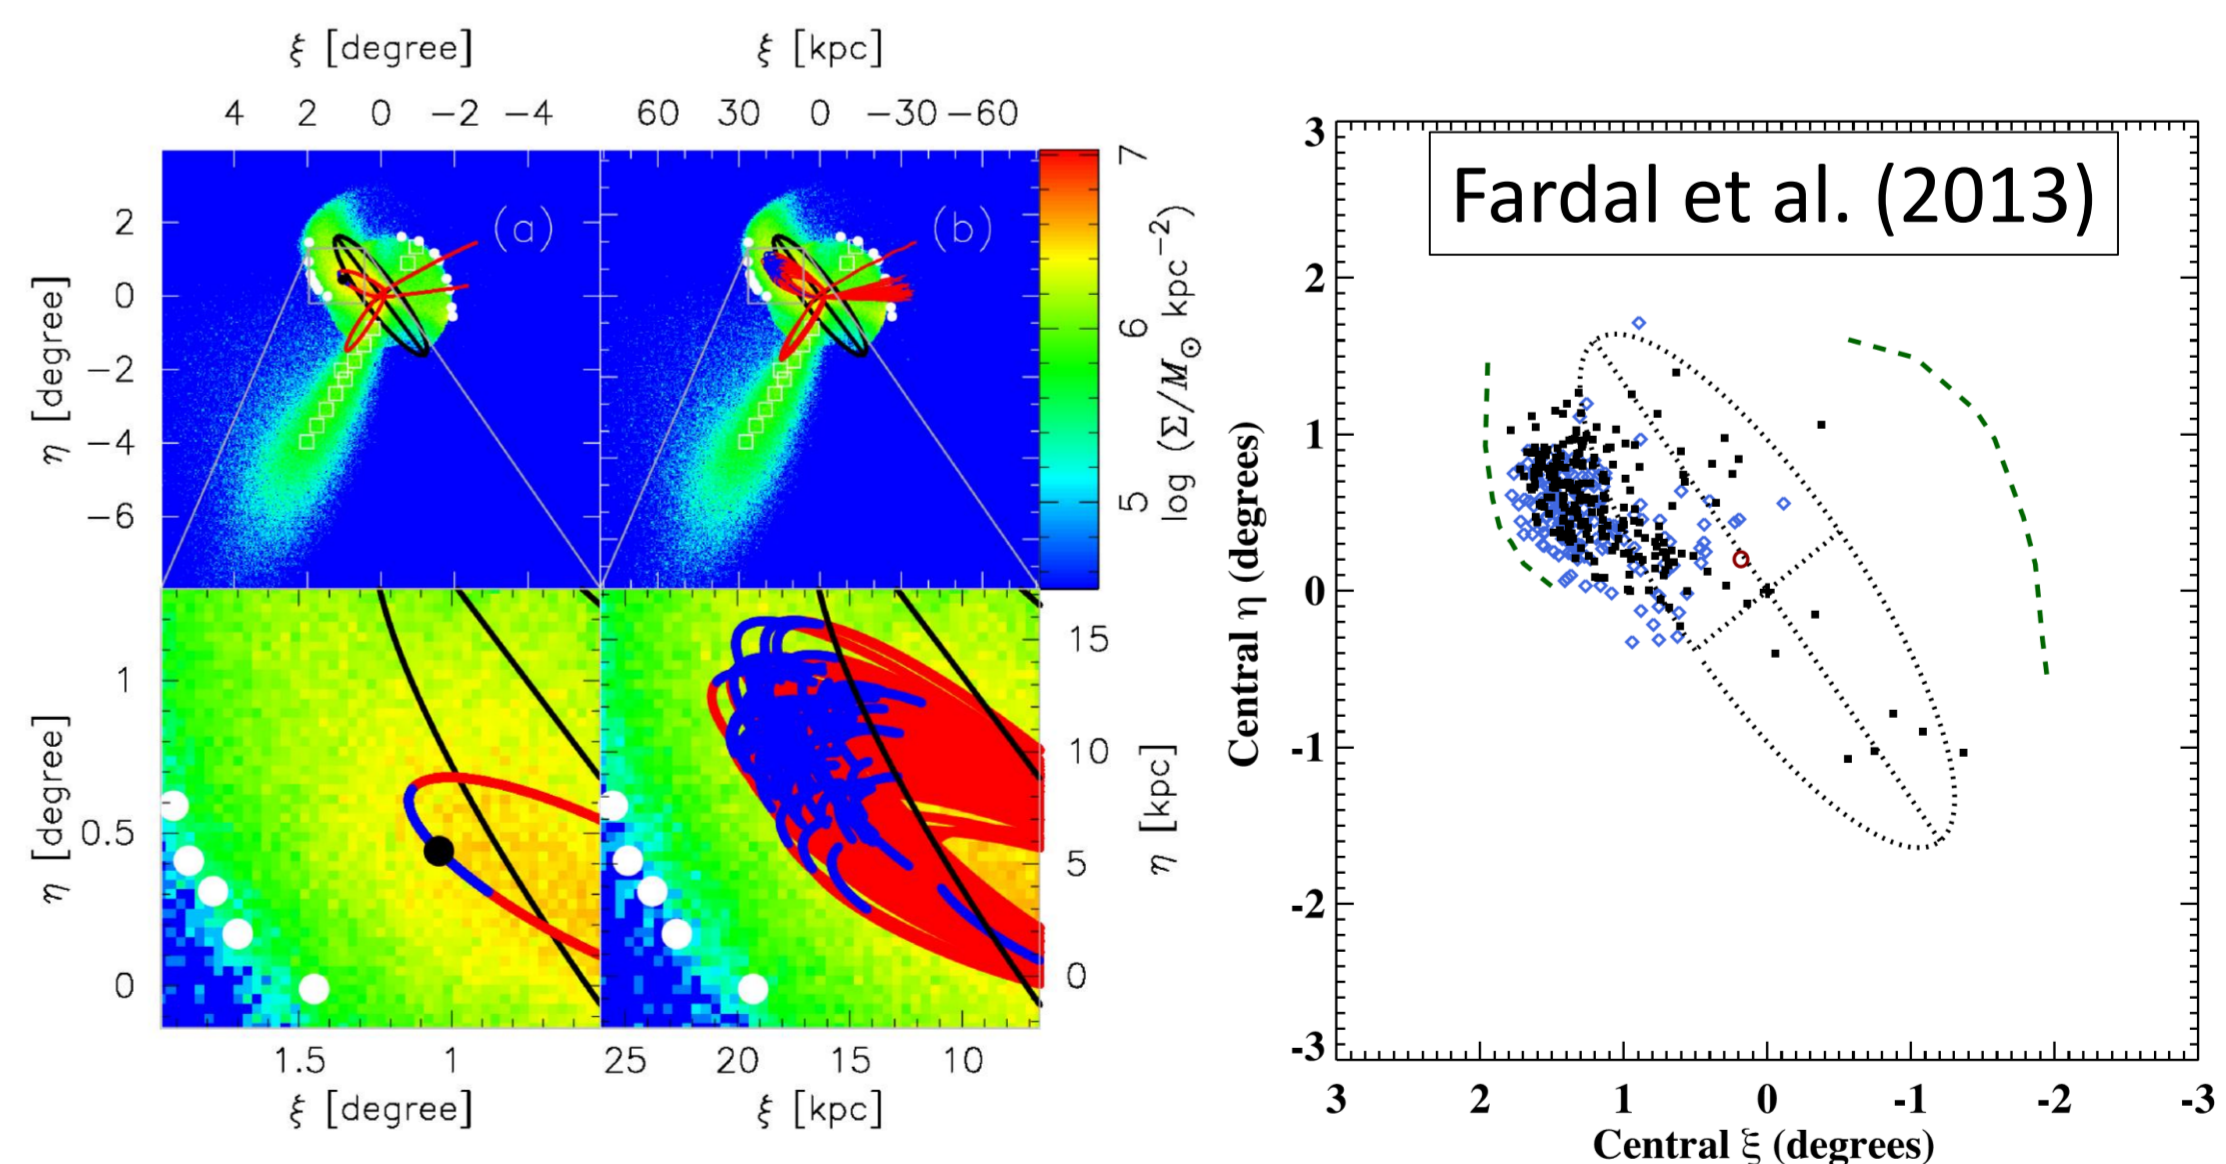 ξ [degree]
ξ [kpc]
4 2 0 −2 −4
60 30 0 −30 −60
(a)
(b)
2
0
−2
−4
−6
η [degree]
7
6
5
log (Σ/M⊙ kpc⁻²)
1
0.5
0
η [degree]
15
10
5
0
η [kpc]
1.5 1
25 20 15 10
ξ [degree]
ξ [kpc]
Fardal et al. (2013)
3
2
1
0
-1
-2
-3
Central η (degrees)
3 2 1 0 -1 -2 -3
Central ξ (degrees)